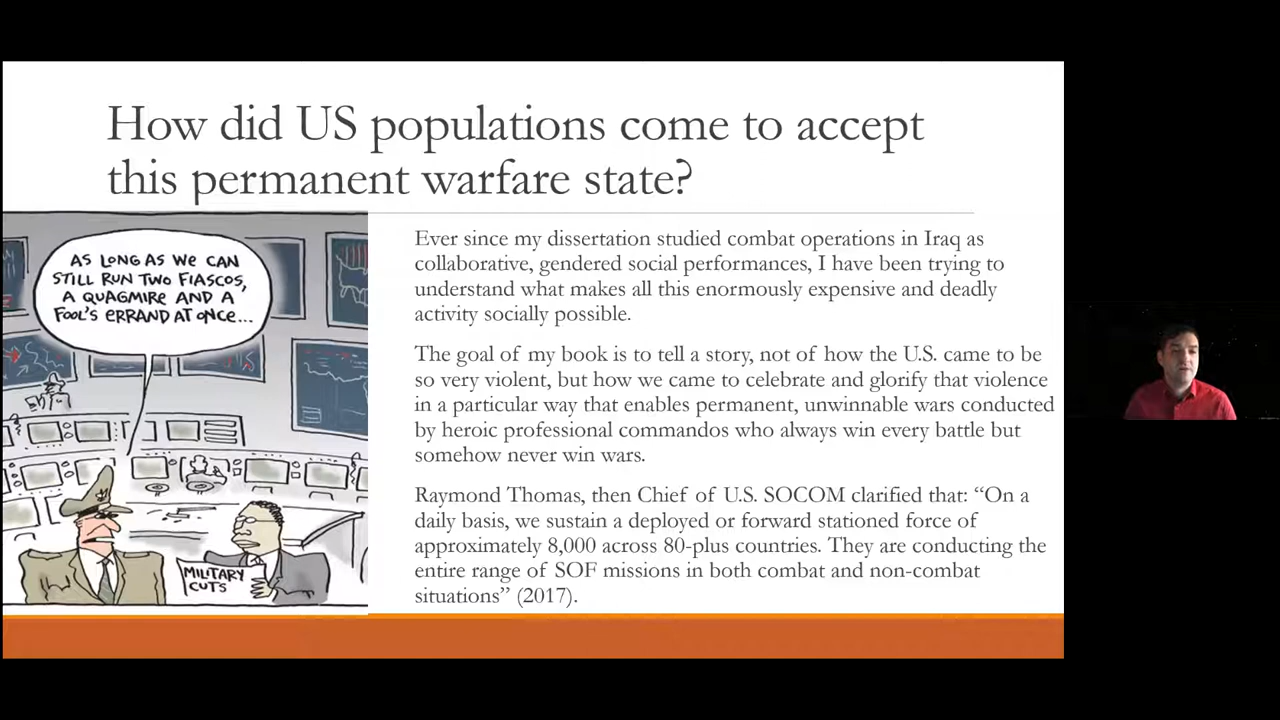 How did US populations come to accept
this permanent warfare state?
AS LONG AS WE CAN
STILL RUN TWO FIASCOS,
A QUAGMIRE AND A
FOOL'S ERRAND AT ONCE...
MILITARY
CUTS
Ever since my dissertation studied combat operations in Iraq as
collaborative, gendered social performances, I have been trying to
understand what makes all this enormously expensive and deadly
activity socially possible.
The goal of my book is to tell a story, not of how the U.S. came to be
so very violent, but how we came to celebrate and glorify that violence
in a particular way that enables permanent, unwinnable wars conducted
by heroic professional commandos who always win every battle but
somehow never win wars.
Raymond Thomas, then Chief of U.S. SOCOM clarified that: “On a
daily basis, we sustain a deployed or forward stationed force of
approximately 8,000 across 80-plus countries. They are conducting the
entire range of SOF missions in both combat and non-combat
situations” (2017).